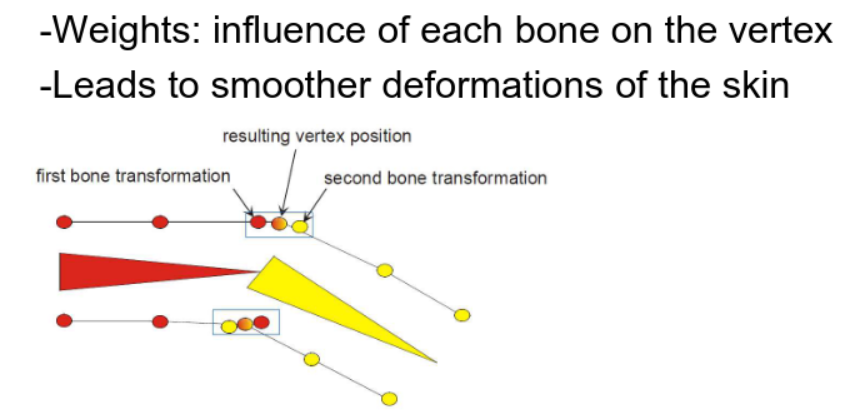 -Weights: influence of each bone on the vertex
-Leads to smoother deformations of the skin
resulting vertex position
first bone transformation
second bone transformation